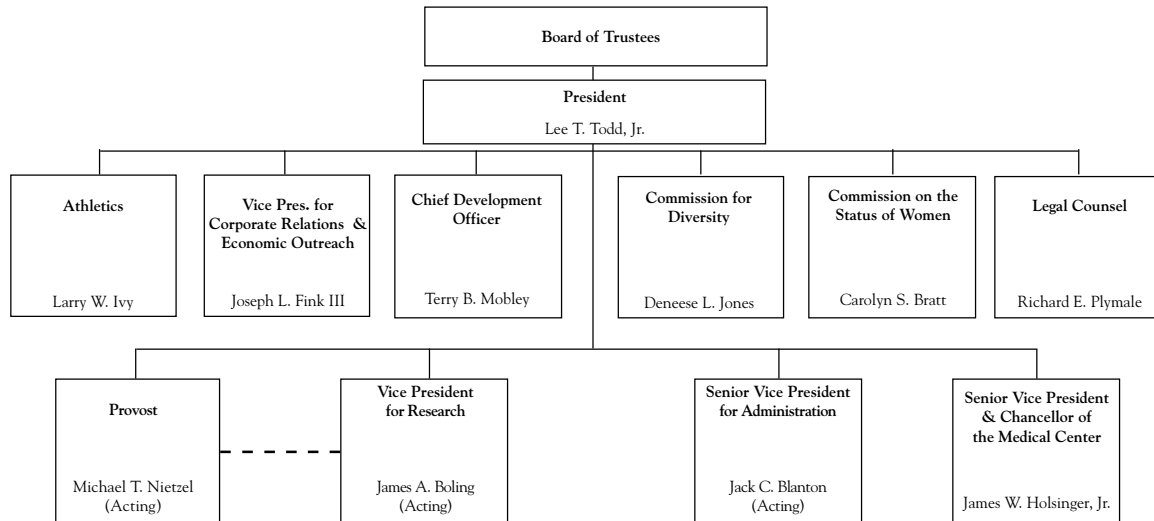 Board of Trustees
President
Lee T. Todd, Jr.
Athletics
Larry W. Ivy
Vice Pres. for
Corporate Relations &
Economic Outreach
Joseph L. Fink III
Chief Development
Officer
Terry B. Mobley
Commission for
Diversity
Deneese L. Jones
Commission on the
Status of Women
Carolyn S. Bratt
Legal Counsel
Richard E. Plymale
Provost
Michael T. Nietzel
(Acting)
Vice President
for Research
James A. Boling
(Acting)
Senior Vice President
for Administration
Jack C. Blanton
(Acting)
Senior Vice President
& Chancellor of
the Medical Center
James W. Holsinger, Jr.